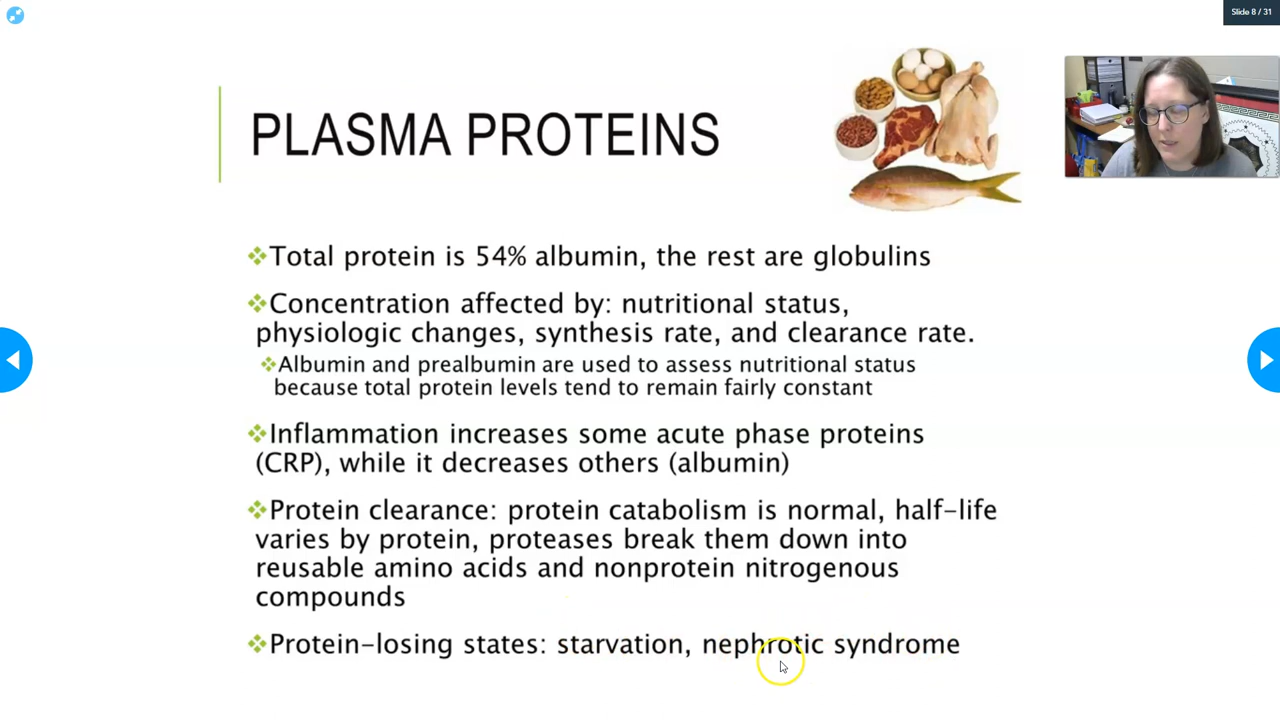 Slide 8 / 31
PLASMA PROTEINS
❖Total protein is 54% albumin, the rest are globulins
❖Concentration affected by: nutritional status,
physiologic changes, synthesis rate, and clearance rate.
❖Albumin and prealbumin are used to assess nutritional status
because total protein levels tend to remain fairly constant
❖Inflammation increases some acute phase proteins
(CRP), while it decreases others (albumin)
❖Protein clearance: protein catabolism is normal, half-life
varies by protein, proteases break them down into
reusable amino acids and nonprotein nitrogenous
compounds
❖Protein-losing states: starvation, nephrotic syndrome